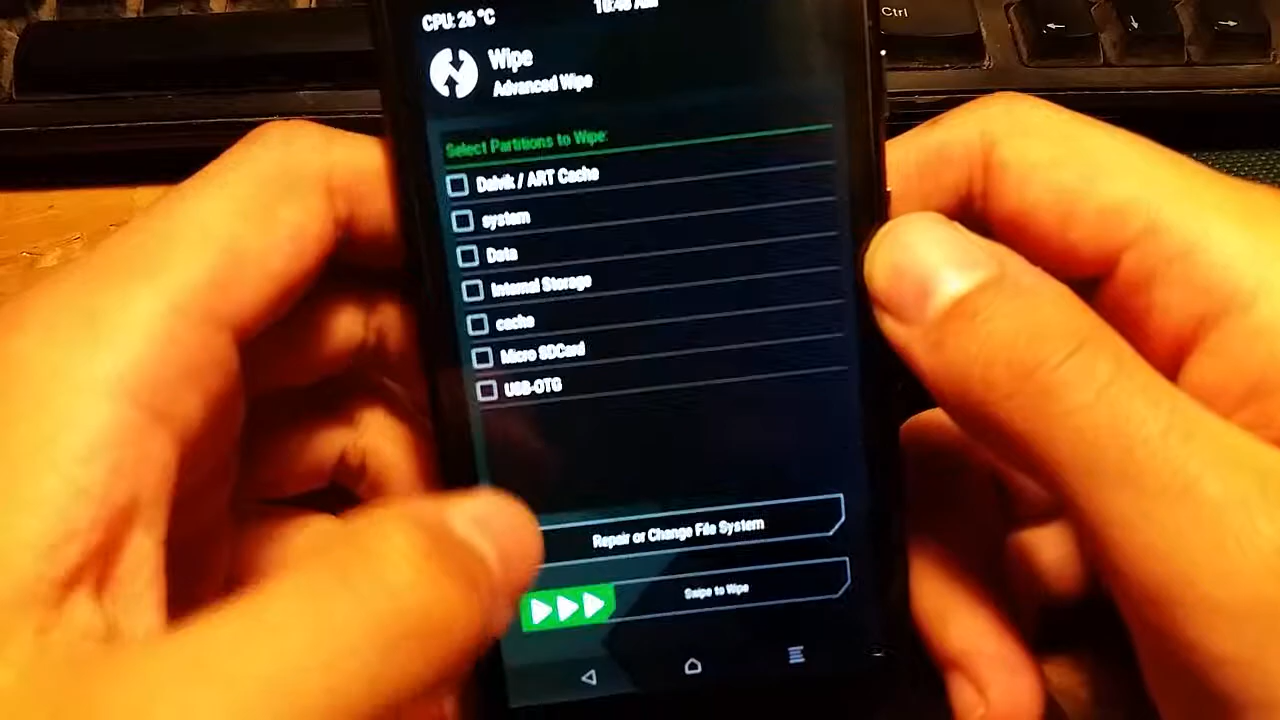 Ctrl
CPU: 26 °C
Wipe
Advanced Wipe
Select Partitions to Wipe:
Dalvik / ART Cache
system
Data
Internal Storage
cache
Micro SDCard
USB-OTG
Repair or Change File System
Swipe to Wipe